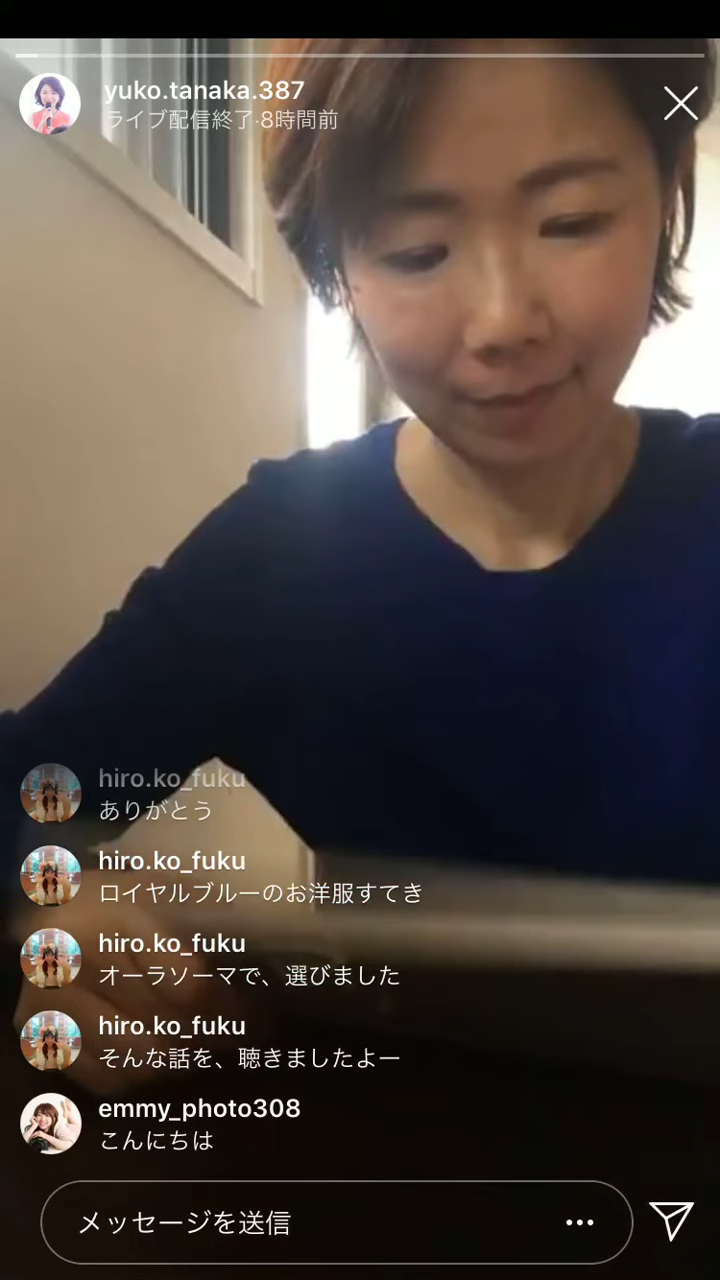 yuko.tanaka.387
ライブ配信終了·8時間前
hiro.ko_fuku
ありがとう
hiro.ko_fuku
ロイヤルブルーのお洋服すてき
hiro.ko_fuku
オーラソーマで、選びました
hiro.ko_fuku
そんな話を、聴きましたよー
emmy_photo308
こんにちは
メッセージを送信